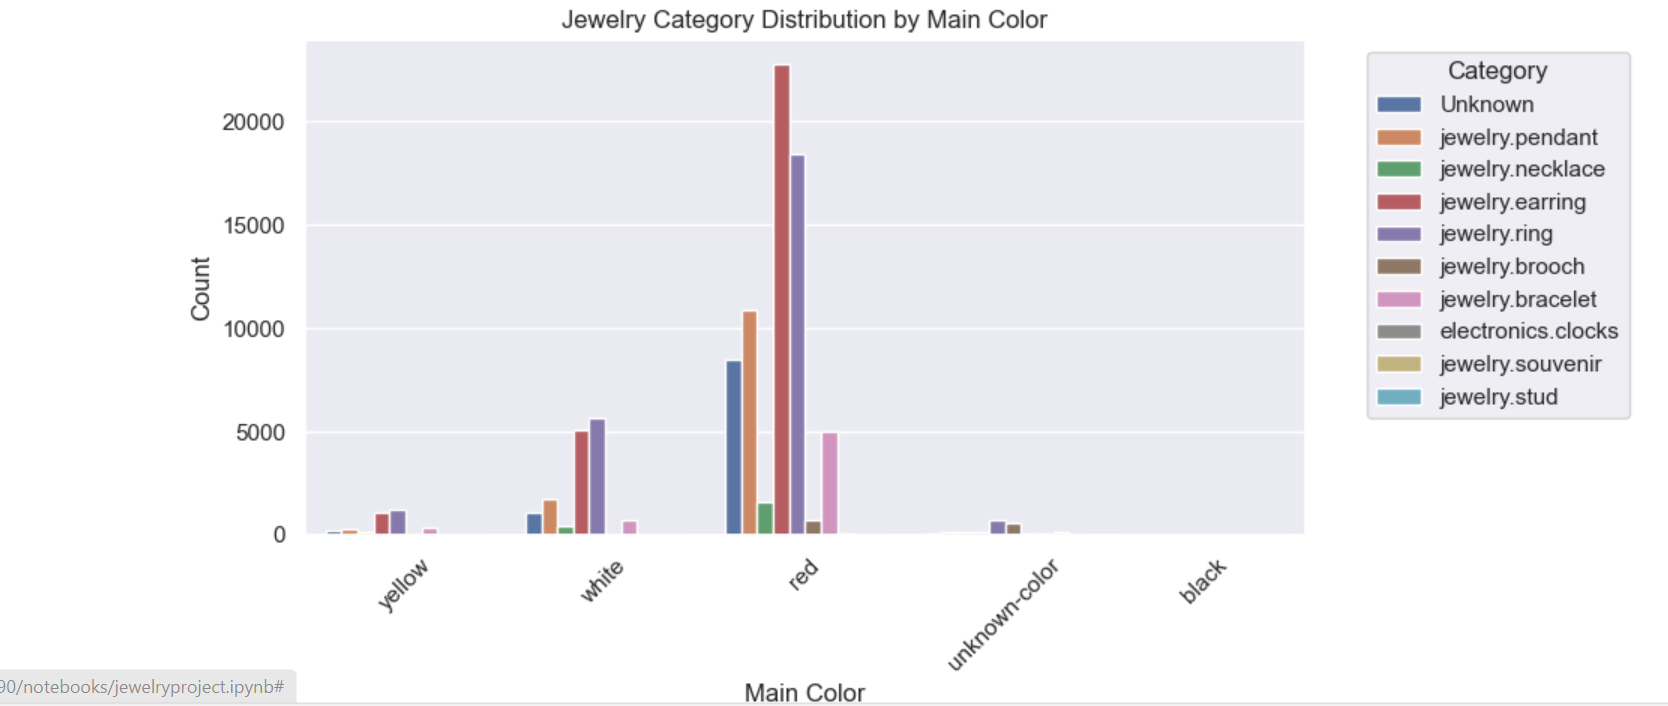 Jewelry Category Distribution by Main Color
20000
15000
10000
5000
0
Count
yellow
white
red
unknown-color
black
Main Color
Category
Unknown
jewelry.pendant
jewelry.necklace
jewelry.earring
jewelry.ring
jewelry.brooch
jewelry.bracelet
electronics.clocks
jewelry.souvenir
jewelry.stud
90/notebooks/jewelryproject.ipynb#